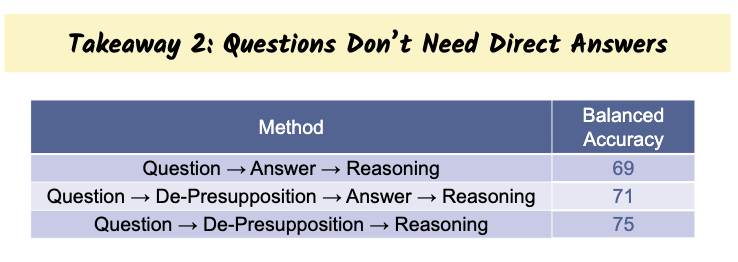 Takeaway 2: Questions Don't Need Direct Answers
Method
Balanced
Accuracy
Question → Answer → Reasoning
69
Question → De-Presupposition → Answer → Reasoning
71
Question → De-Presupposition → Reasoning
75